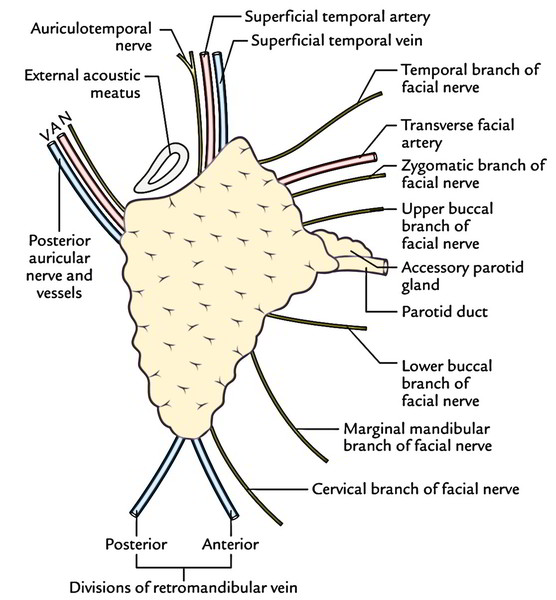 Superficial temporal artery
Auriculotemporal
nerve
Superficial temporal vein
External acoustic
meatus
Temporal branch of
facial nerve
VAN
Transverse facial
artery
Zygomatic branch of
facial nerve
Upper buccal
branch of
facial nerve
Posterior
auricular
nerve and
vessels
Accessory parotid
gland
Parotid duct
Lower buccal
branch of
facial nerve
Marginal mandibular
branch of facial nerve
Cervical branch of facial nerve
Posterior
Anterior
Divisions of retromandibular vein